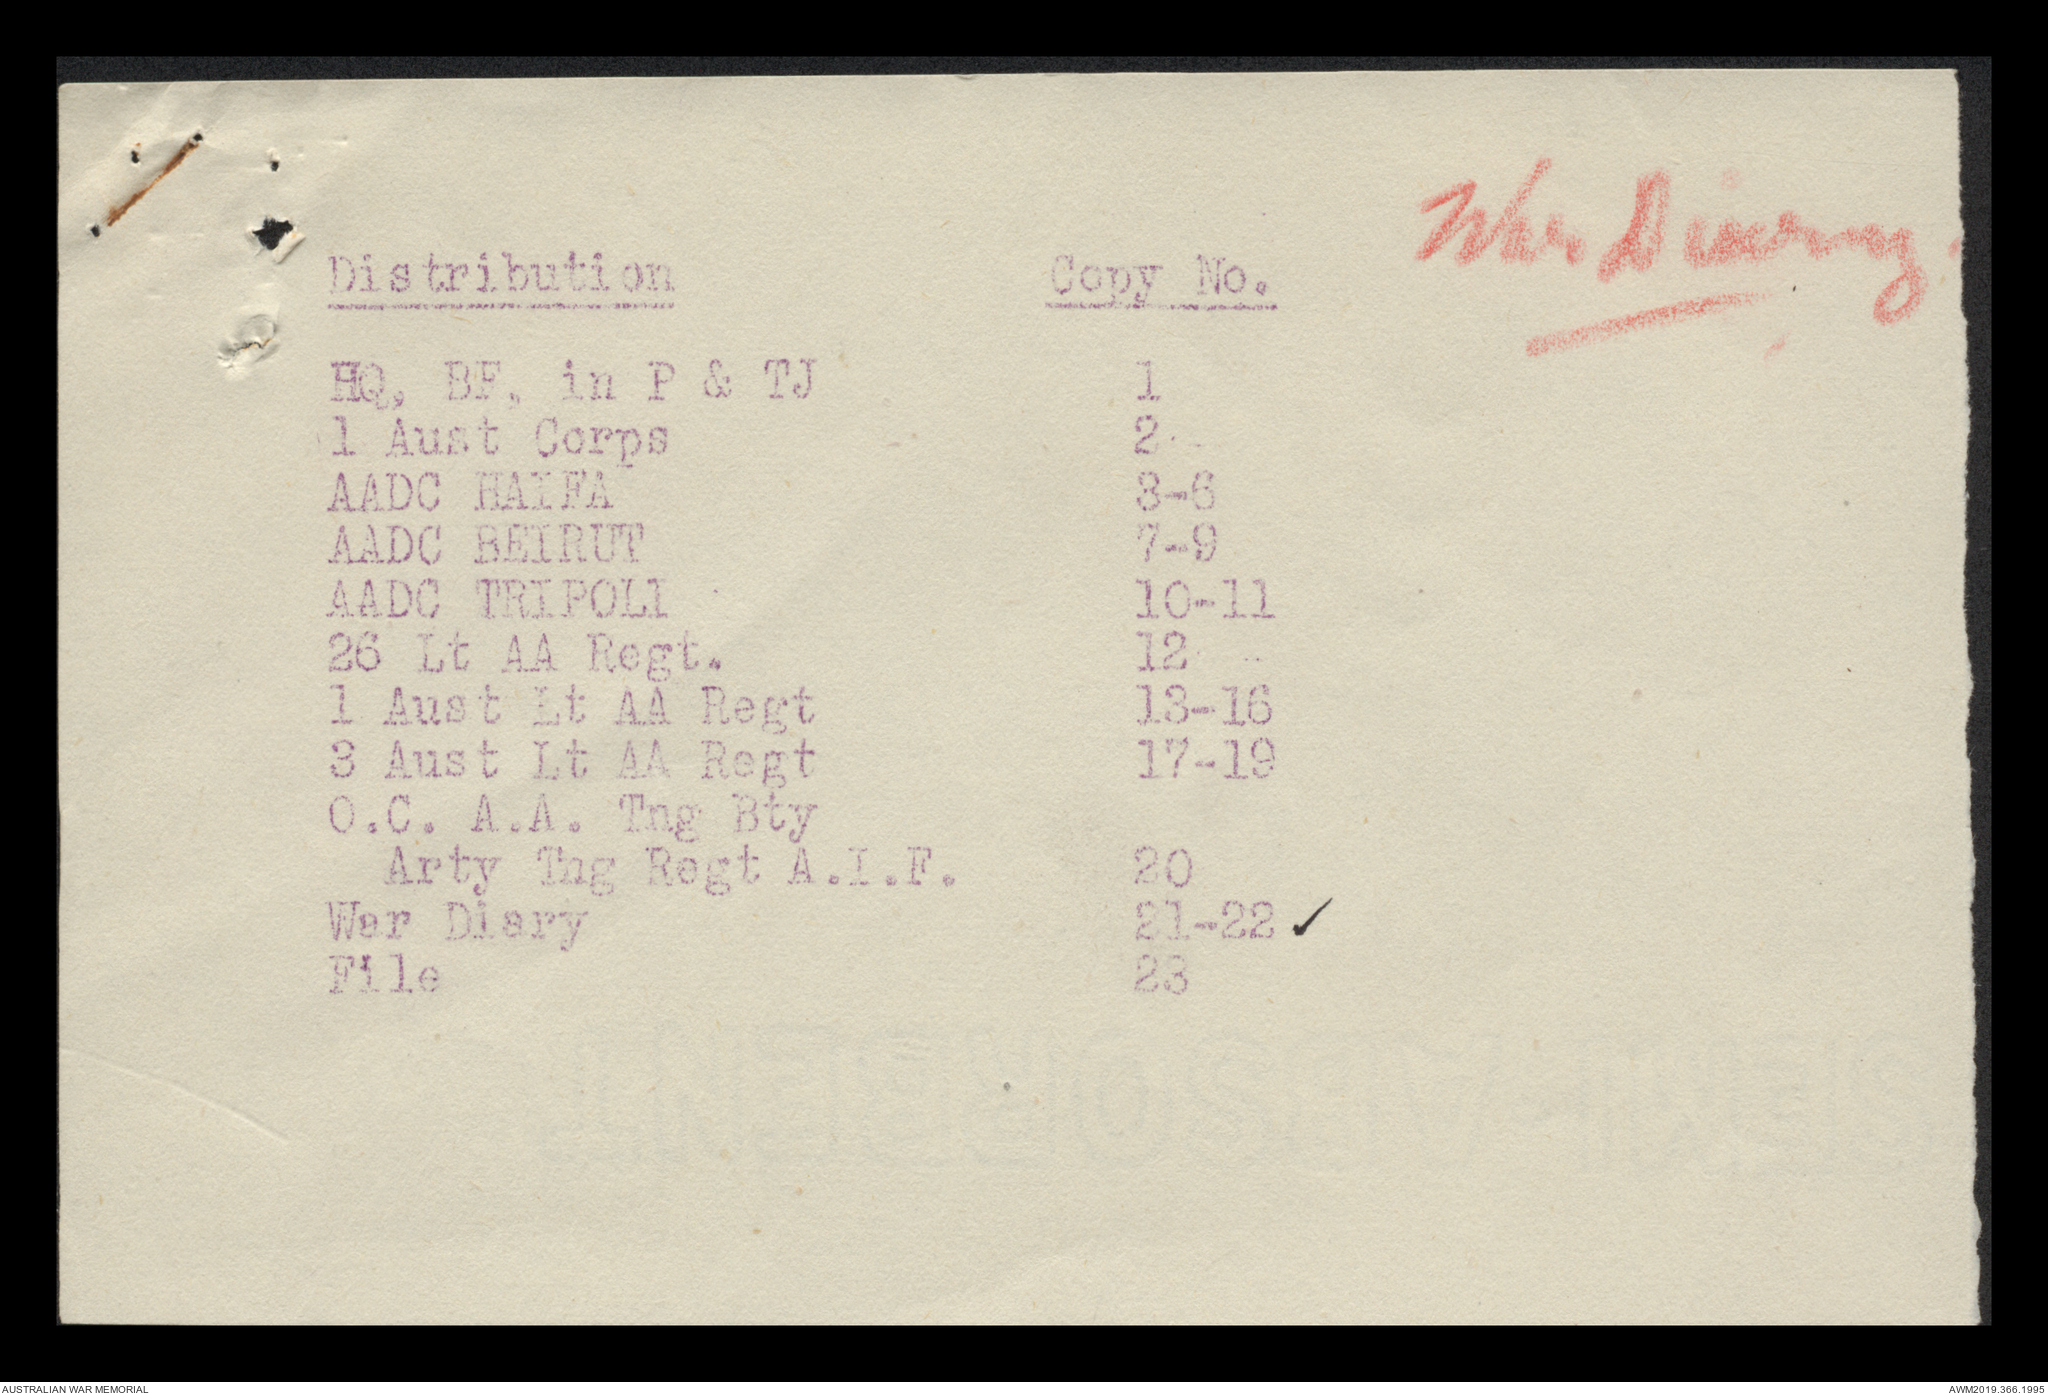 War Diary.
Distribution Copy No.
HQ, BF, in P & TJ 1
1 Aust Corps 2
AADC HAIFA 3-6
AADC BEIRUT 7-9
AADC TRIPOLI 10-11
26 Lt AA Regt. 12
1 Aust Lt AA Regt 13-16
3 Aust Lt AA Regt 17-19
O.C. A.A. Tng Bty
Arty Tng Regt A.I.F. 20
War Diary 21-22 ✓
File 23
AUSTRALIAN WAR MEMORIAL AWM2019.366.1995